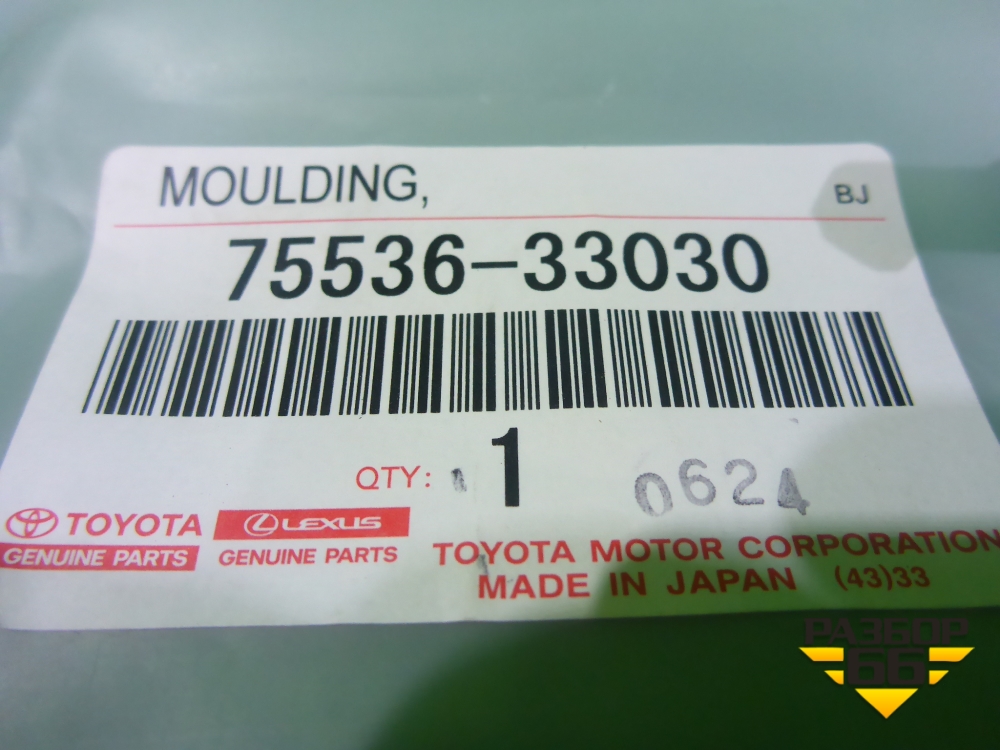 MOULDING,
BJ
75536-33030
QTY: 1
0624
TOYOTA
LEXUS
GENUINE PARTS
GENUINE PARTS
TOYOTA MOTOR CORPORATION
MADE IN JAPAN (43)33
РАЗБОР
66